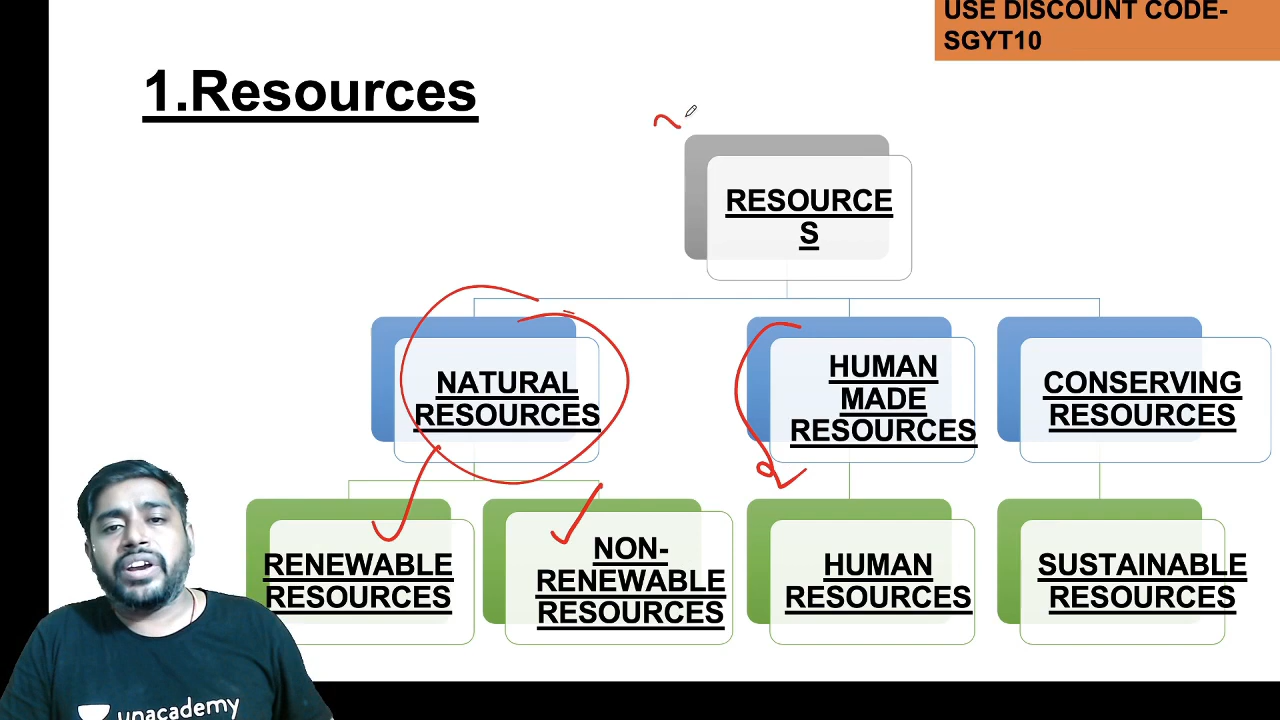 USE DISCOUNT CODE-
SGYT10
1.Resources
RESOURCE
S
NATURAL
RESOURCES
HUMAN
MADE
RESOURCES
CONSERVING
RESOURCES
RENEWABLE
RESOURCES
NON-
RENEWABLE
RESOURCES
HUMAN
RESOURCES
SUSTAINABLE
RESOURCES
unacademy